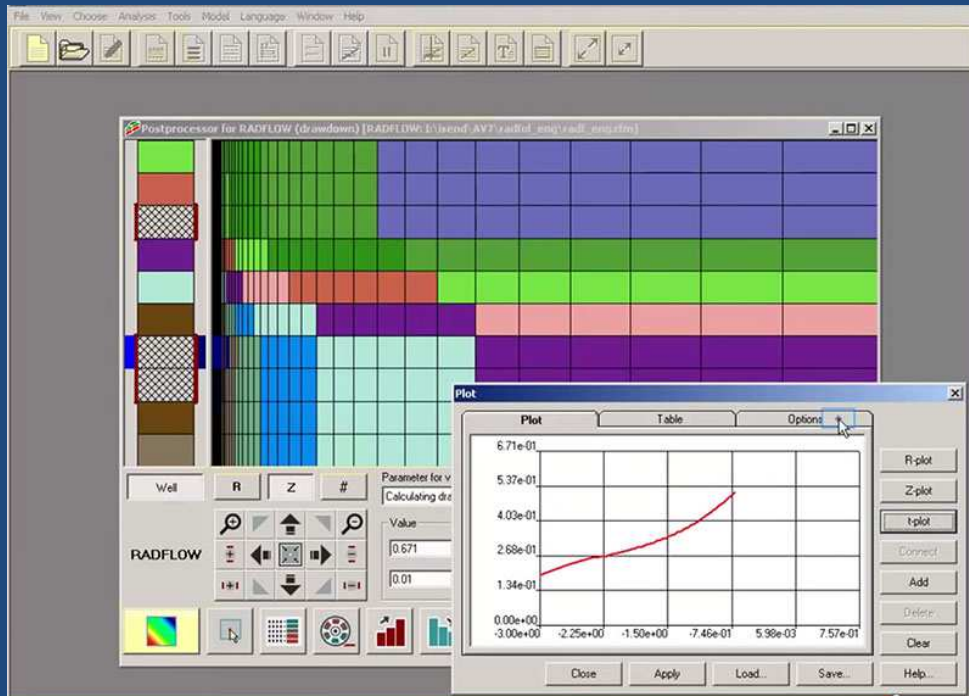 File View Choose Analysis Tools Model Language Window Help
Postprocessor for RADFLOW (drawdown) [RADFLOW: I:\isend\AV7\radfol_eng\radl_eng.rfm]
Plot
Plot Table Options
6.71e-01
5.37e-01
4.03e-01
2.68e-01
1.34e-01
0.00e+00
-3.00e+00 -2.25e+00 -1.50e+00 -7.46e-01 5.98e-03 7.57e-01
R-plot
Z-plot
t-plot
Connect
Add
Delete
Clear
Close Apply Load... Save... Help...
Well R Z #
Parameter for v
Calculating dra
Value
0.671
0.01
RADFLOW